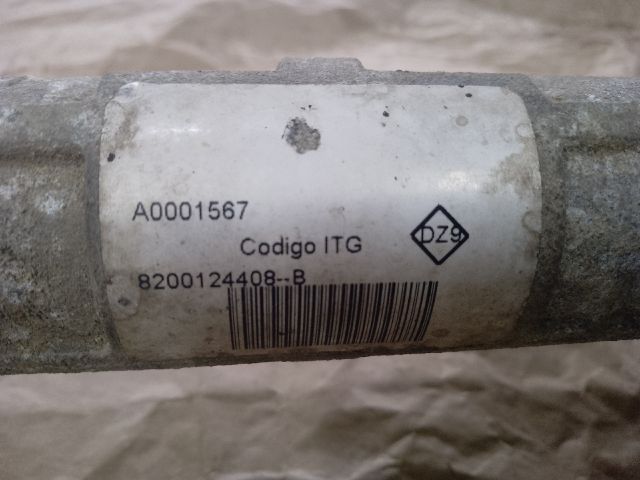 A0001567
DZ9
Codigo ITG
8200124408--B